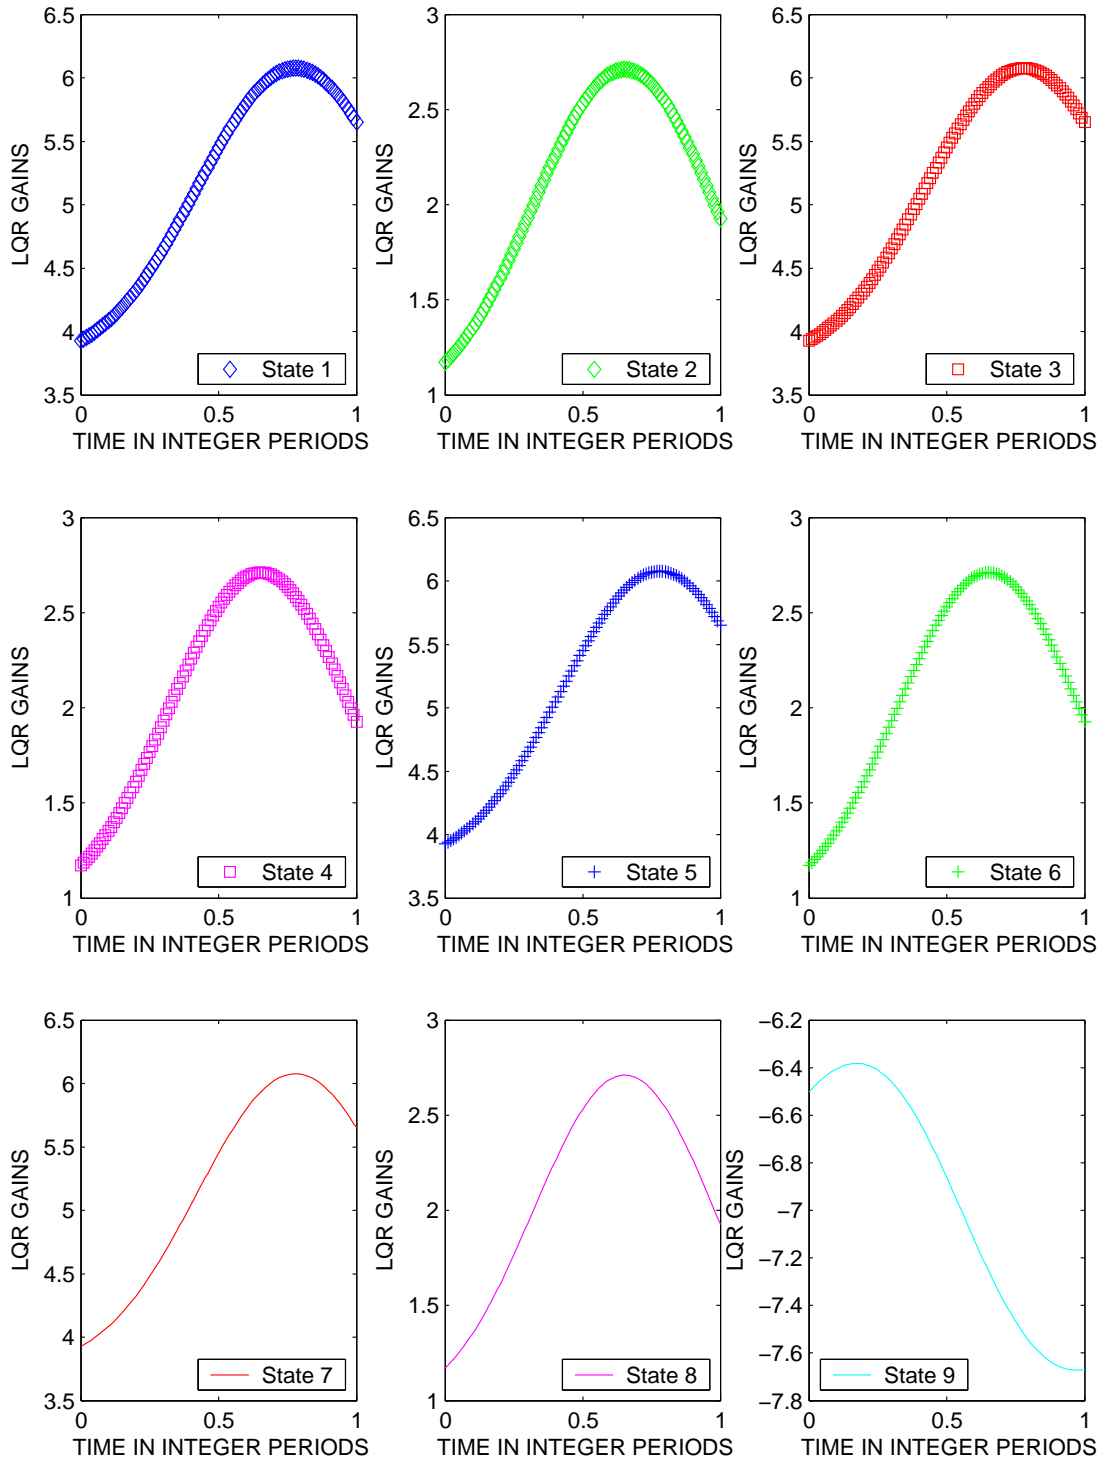 6.5
6
5.5
5
4.5
4
3.5
LQR GAINS
State 1
0 0.5 1
TIME IN INTEGER PERIODS
3
2.5
2
1.5
1
LQR GAINS
State 2
0 0.5 1
TIME IN INTEGER PERIODS
6.5
6
5.5
5
4.5
4
3.5
LQR GAINS
State 3
0 0.5 1
TIME IN INTEGER PERIODS
3
2.5
2
1.5
1
LQR GAINS
State 4
0 0.5 1
TIME IN INTEGER PERIODS
6.5
6
5.5
5
4.5
4
3.5
LQR GAINS
State 5
0 0.5 1
TIME IN INTEGER PERIODS
3
2.5
2
1.5
1
LQR GAINS
State 6
0 0.5 1
TIME IN INTEGER PERIODS
6.5
6
5.5
5
4.5
4
3.5
LQR GAINS
State 7
0 0.5 1
TIME IN INTEGER PERIODS
3
2.5
2
1.5
1
LQR GAINS
State 8
0 0.5 1
TIME IN INTEGER PERIODS
−6.2
−6.4
−6.6
−6.8
−7
−7.2
−7.4
−7.6
−7.8
LQR GAINS
State 9
0 0.5 1
TIME IN INTEGER PERIODS